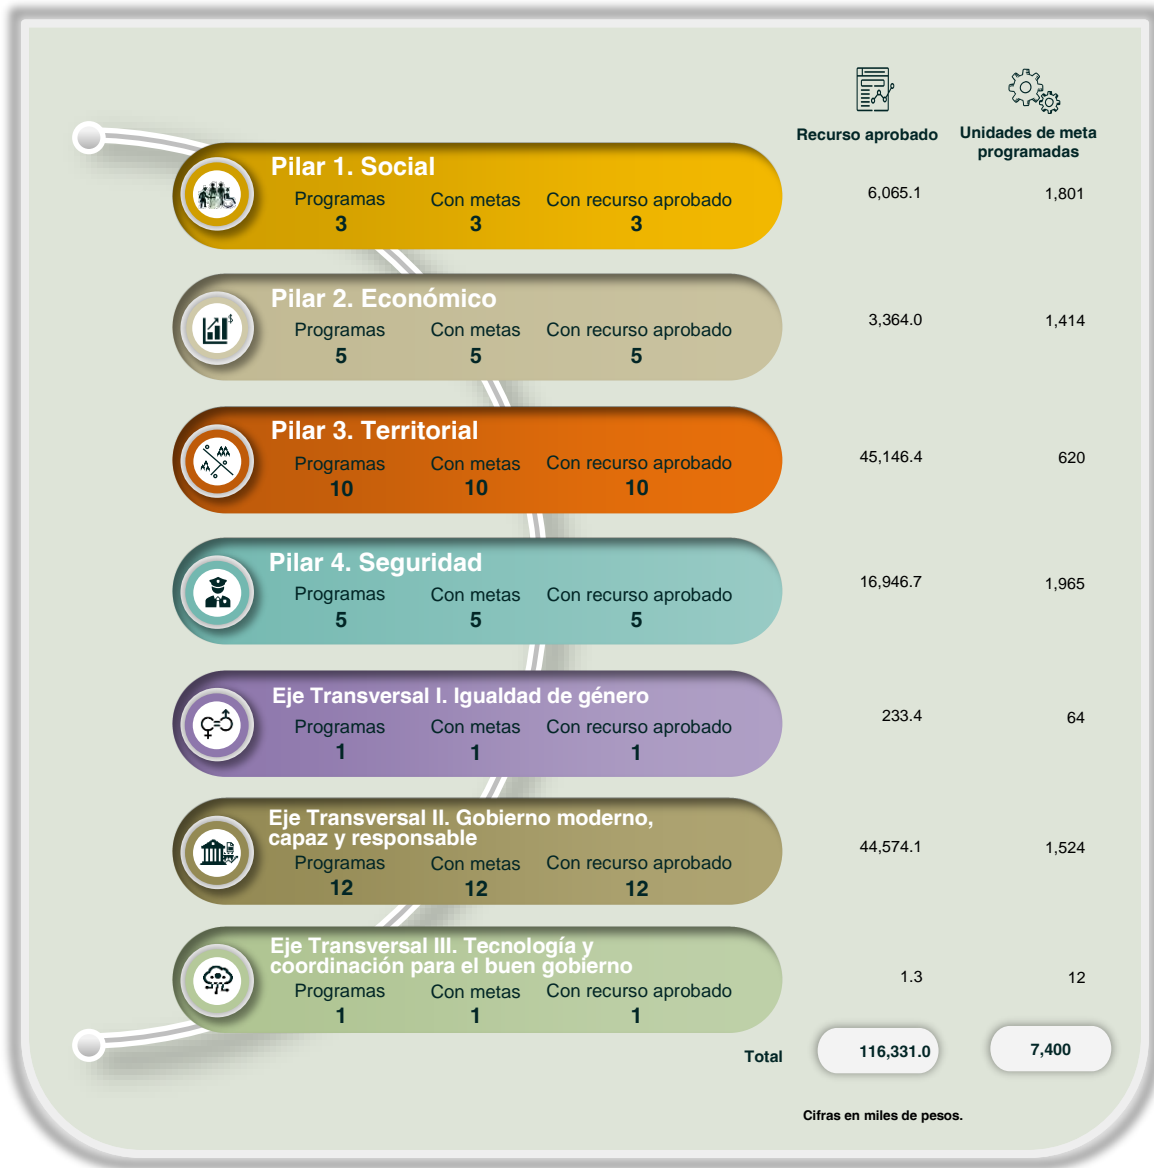 Recurso aprobado
Unidades de meta
programadas
Pilar 1. Social
Programas Con metas Con recurso aprobado
3 3 3
6,065.1 1,801
Pilar 2. Económico
Programas Con metas Con recurso aprobado
5 5 5
3,364.0 1,414
Pilar 3. Territorial
Programas Con metas Con recurso aprobado
10 10 10
45,146.4 620
Pilar 4. Seguridad
Programas Con metas Con recurso aprobado
5 5 5
16,946.7 1,965
Eje Transversal I. Igualdad de género
Programas Con metas Con recurso aprobado
1 1 1
233.4 64
Eje Transversal II. Gobierno moderno,
capaz y responsable
Programas Con metas Con recurso aprobado
12 12 12
44,574.1 1,524
Eje Transversal III. Tecnología y
coordinación para el buen gobierno
Programas Con metas Con recurso aprobado
1 1 1
1.3 12
Total 116,331.0 7,400
Cifras en miles de pesos.